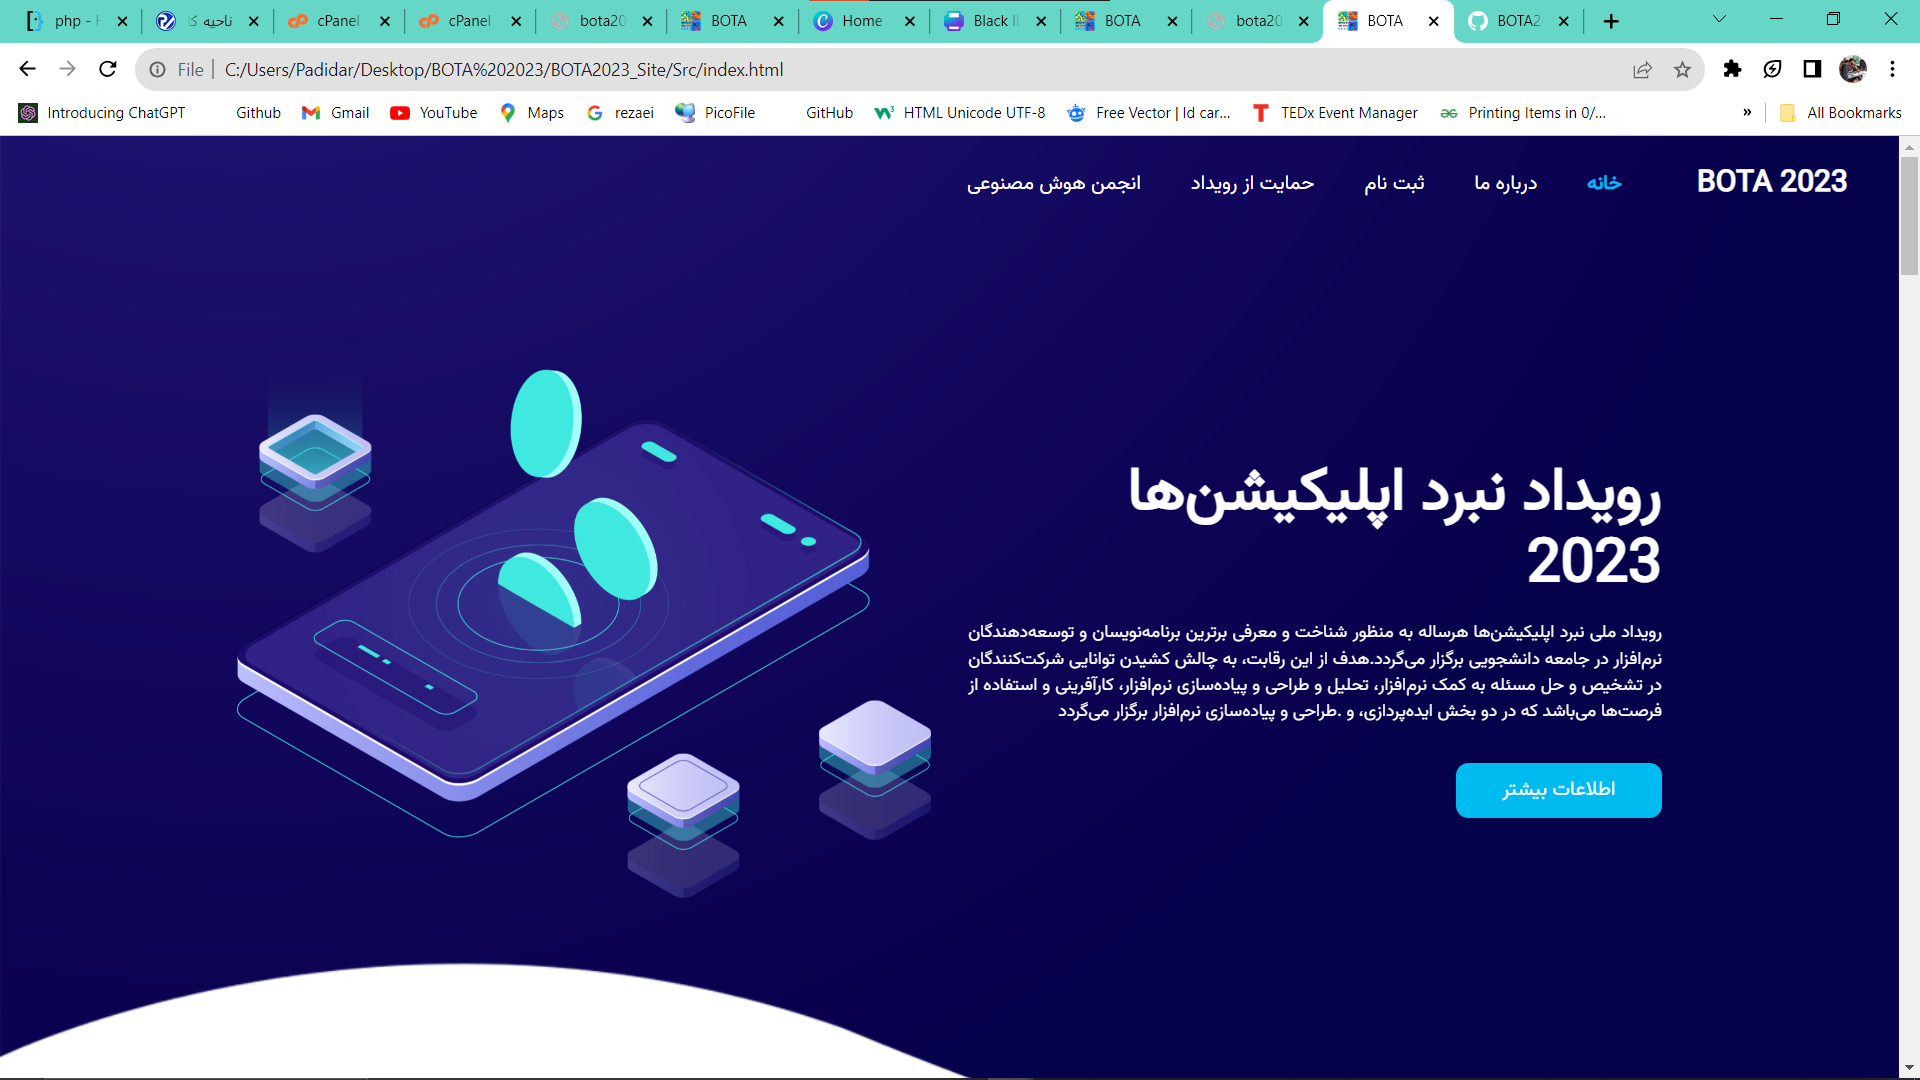 php - H
ناحیه کا
cPanel
cPanel
bota20
BOTA
Home
Black Il
BOTA
bota20
BOTA
BOTA2
File
C:/Users/Padidar/Desktop/BOTA%202023/BOTA2023_Site/Src/index.html
Introducing ChatGPT
Github
Gmail
YouTube
Maps
rezaei
PicoFile
GitHub
HTML Unicode UTF-8
Free Vector | Id car...
TEDx Event Manager
Printing Items in 0/...
»
All Bookmarks
BOTA 2023
خانه
درباره ما
ثبت نام
حمایت از رویداد
انجمن هوش مصنوعی
رویداد نبرد اپلیکیشن‌ها
2023
رویداد ملی نبرد اپلیکیشن‌ها هرساله به منظور شناخت و معرفی برترین برنامه‌نویسان و توسعه‌دهندگان
نرم‌افزار در جامعه دانشجویی برگزار می‌گردد.هدف از این رقابت، به چالش کشیدن توانایی شرکت‌کنندگان
در تشخیص و حل مسئله به کمک نرم‌افزار، تحلیل و طراحی و پیاده‌سازی نرم‌افزار، کارآفرینی و استفاده از
فرصت‌ها می‌باشد که در دو بخش ایده‌پردازی، و .طراحی و پیاده‌سازی نرم‌افزار برگزار می‌گردد
اطلاعات بیشتر